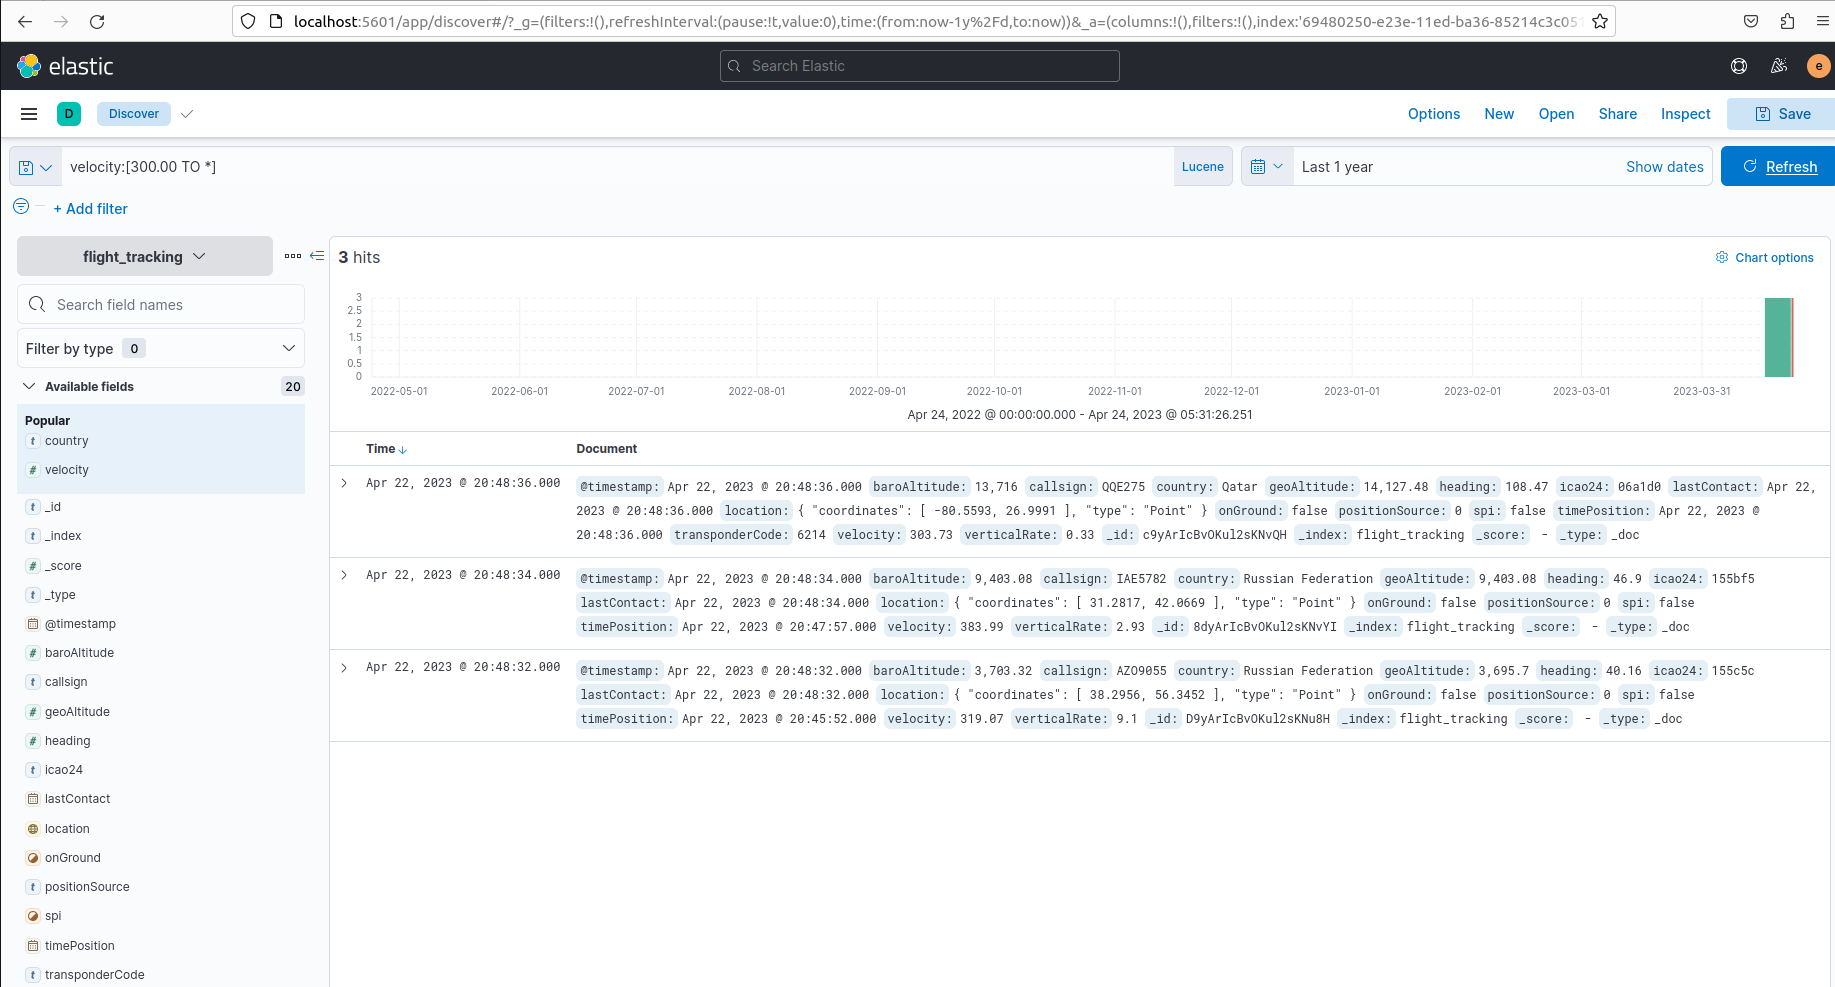 localhost:5601/app/discover#/?_g=(filters:!(),refreshInterval:(pause:!t,value:0),time:(from:now-1y%2Fd,to:now))&_a=(columns:!(),filters:!(),index:'69480250-e23e-11ed-ba36-85214c3c051
elastic
Search Elastic
e
D
Discover
Options
New
Open
Share
Inspect
Save
velocity:[300.00 TO *]
Lucene
Last 1 year
Show dates
Refresh
+ Add filter
flight_tracking
3 hits
Chart options
Search field names
Filter by type 0
Available fields 20
Popular
t country
# velocity
t _id
t _index
# _score
t _type
@timestamp
# baroAltitude
t callsign
# geoAltitude
# heading
t icao24
lastContact
location
onGround
t positionSource
spi
timePosition
t transponderCode
3
2.5
2
1.5
1
0.5
0
2022-05-01 2022-06-01 2022-07-01 2022-08-01 2022-09-01 2022-10-01 2022-11-01 2022-12-01 2023-01-01 2023-02-01 2023-03-01 2023-03-31
Apr 24, 2022 @ 00:00:00.000 - Apr 24, 2023 @ 05:31:26.251
Time Document
Apr 22, 2023 @ 20:48:36.000
@timestamp: Apr 22, 2023 @ 20:48:36.000 baroAltitude: 13,716 callsign: QQE275 country: Qatar geoAltitude: 14,127.48 heading: 108.47 icao24: 06a1d0 lastContact: Apr 22,
2023 @ 20:48:36.000 location: { "coordinates": [ -80.5593, 26.9991 ], "type": "Point" } onGround: false positionSource: 0 spi: false timePosition: Apr 22, 2023 @
20:48:36.000 transponderCode: 6214 velocity: 303.73 verticalRate: 0.33 _id: c9yArIcBvOKul2sKNvQH _index: flight_tracking _score: - _type: _doc
Apr 22, 2023 @ 20:48:34.000
@timestamp: Apr 22, 2023 @ 20:48:34.000 baroAltitude: 9,403.08 callsign: IAE5782 country: Russian Federation geoAltitude: 9,403.08 heading: 46.9 icao24: 155bf5
lastContact: Apr 22, 2023 @ 20:48:34.000 location: { "coordinates": [ 31.2817, 42.0669 ], "type": "Point" } onGround: false positionSource: 0 spi: false
timePosition: Apr 22, 2023 @ 20:47:57.000 velocity: 383.99 verticalRate: 2.93 _id: 8dyArIcBvOKul2sKNvYI _index: flight_tracking _score: - _type: _doc
Apr 22, 2023 @ 20:48:32.000
@timestamp: Apr 22, 2023 @ 20:48:32.000 baroAltitude: 3,703.32 callsign: AZO9055 country: Russian Federation geoAltitude: 3,695.7 heading: 40.16 icao24: 155c5c
lastContact: Apr 22, 2023 @ 20:48:32.000 location: { "coordinates": [ 38.2956, 56.3452 ], "type": "Point" } onGround: false positionSource: 0 spi: false
timePosition: Apr 22, 2023 @ 20:45:52.000 velocity: 319.07 verticalRate: 9.1 _id: D9yArIcBvOKul2sKNu8H _index: flight_tracking _score: - _type: _doc